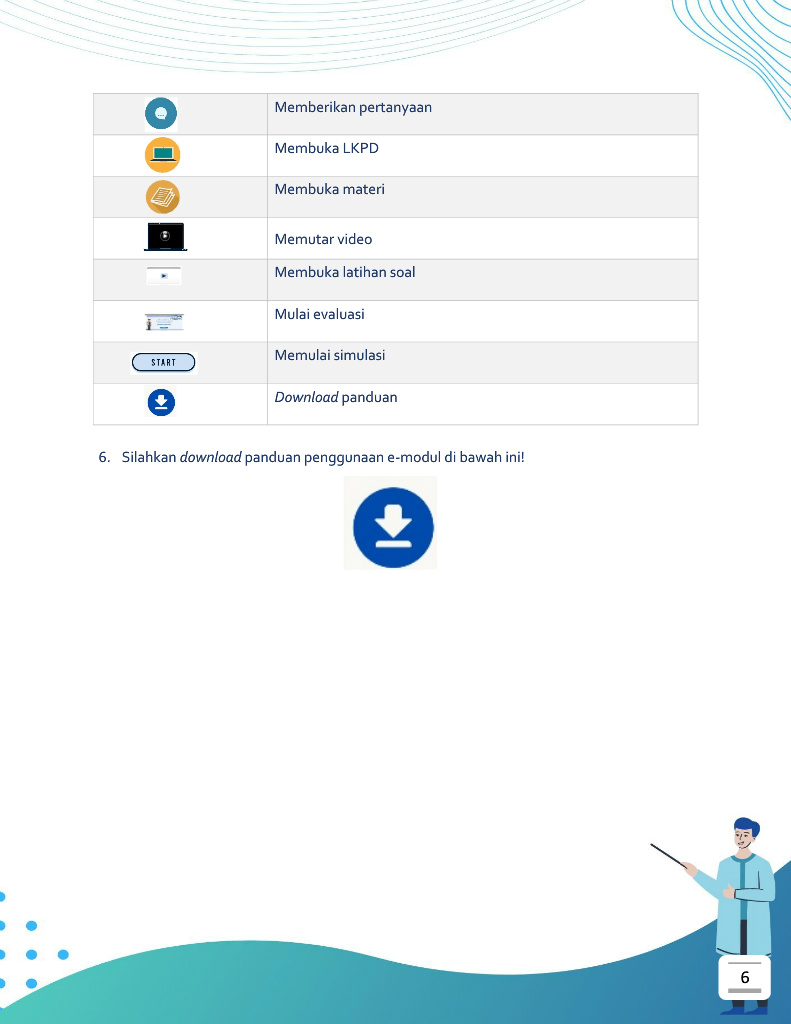 Memberikan pertanyaan
Membuka LKPD
Membuka materi
Memutar video
Membuka latihan soal
Mulai evaluasi
START
Memulai simulasi
Download panduan
6. Silahkan download panduan penggunaan e-modul di bawah ini!
6